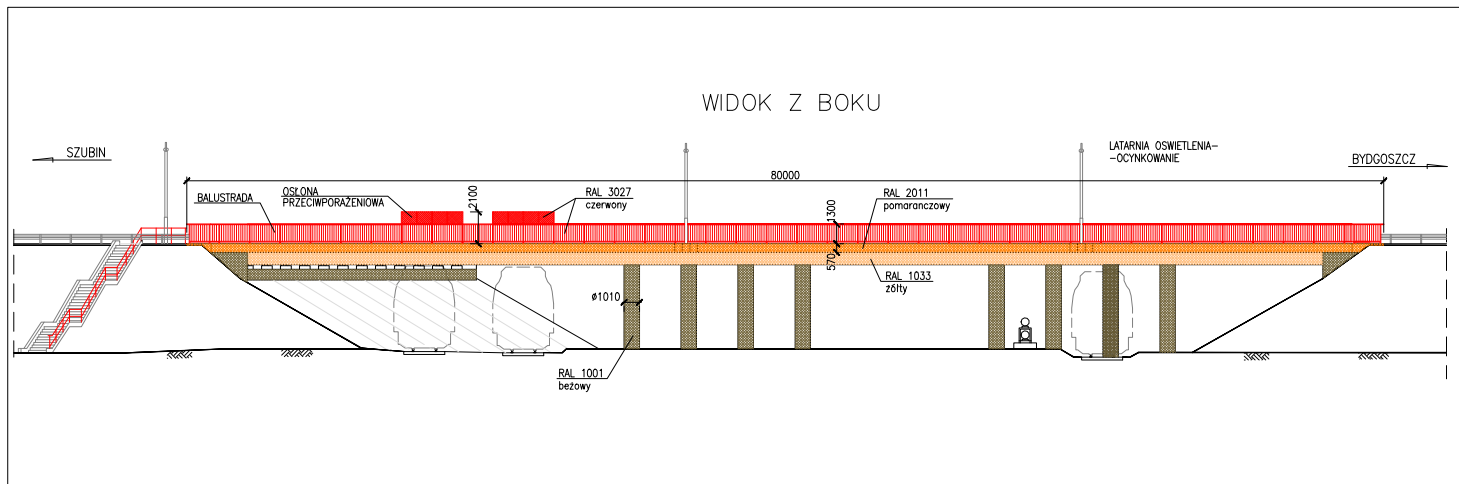 WIDOK Z BOKU
SZUBIN
LATARNIA OSWIETLENIA-
-OCYNKOWANIE
BYDGOSZCZ
80000
BALUSTRADA
OSŁONA
PRZECIWPORAŻENIOWA
2100
RAL 3027
czerwony
1300
RAL 2011
pomaranczowy
570
RAL 1033
zółty
ø1010
RAL 1001
beżowy